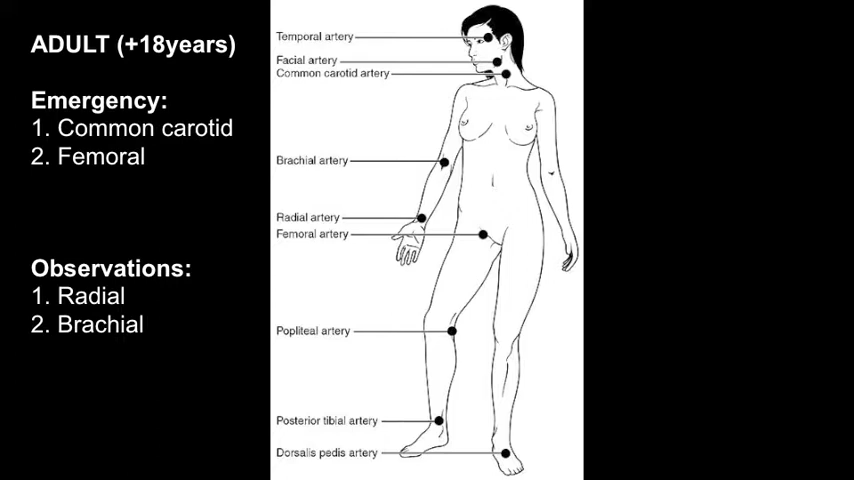 ADULT (+18years)
Emergency:
1. Common carotid
2. Femoral
Observations:
1. Radial
2. Brachial
Temporal artery
Facial artery
Common carotid artery
Brachial artery
Radial artery
Femoral artery
Popliteal artery
Posterior tibial artery
Dorsalis pedis artery